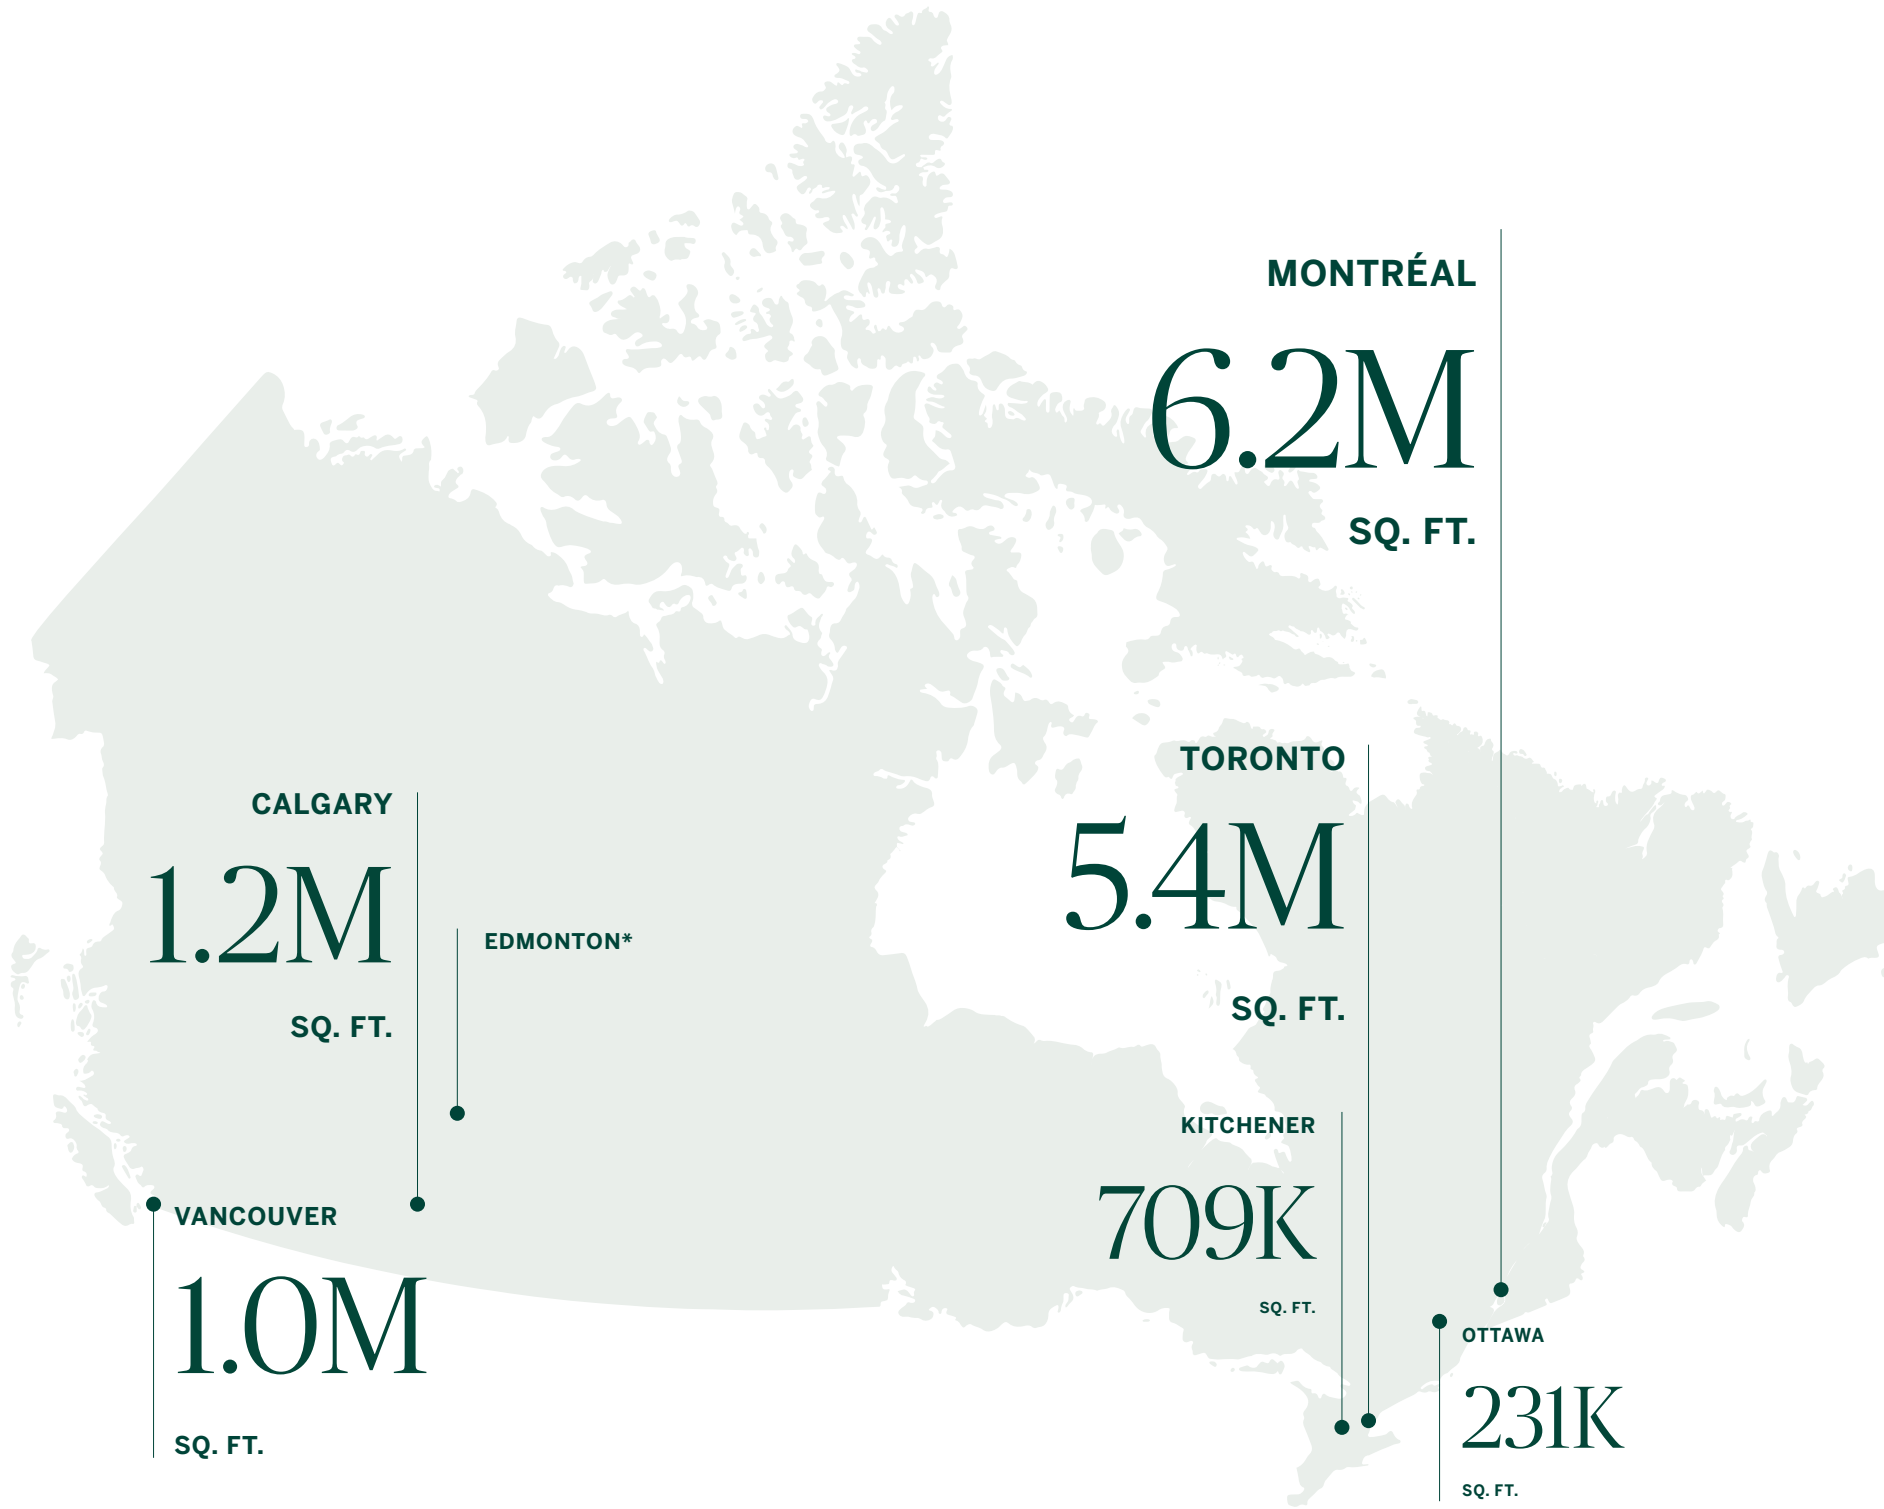 MONTRÉAL
6.2M
SQ. FT.
TORONTO
5.4M
SQ. FT.
CALGARY
1.2M
SQ. FT.
EDMONTON*
KITCHENER
709K
SQ. FT.
VANCOUVER
1.0M
SQ. FT.
OTTAWA
231K
SQ. FT.